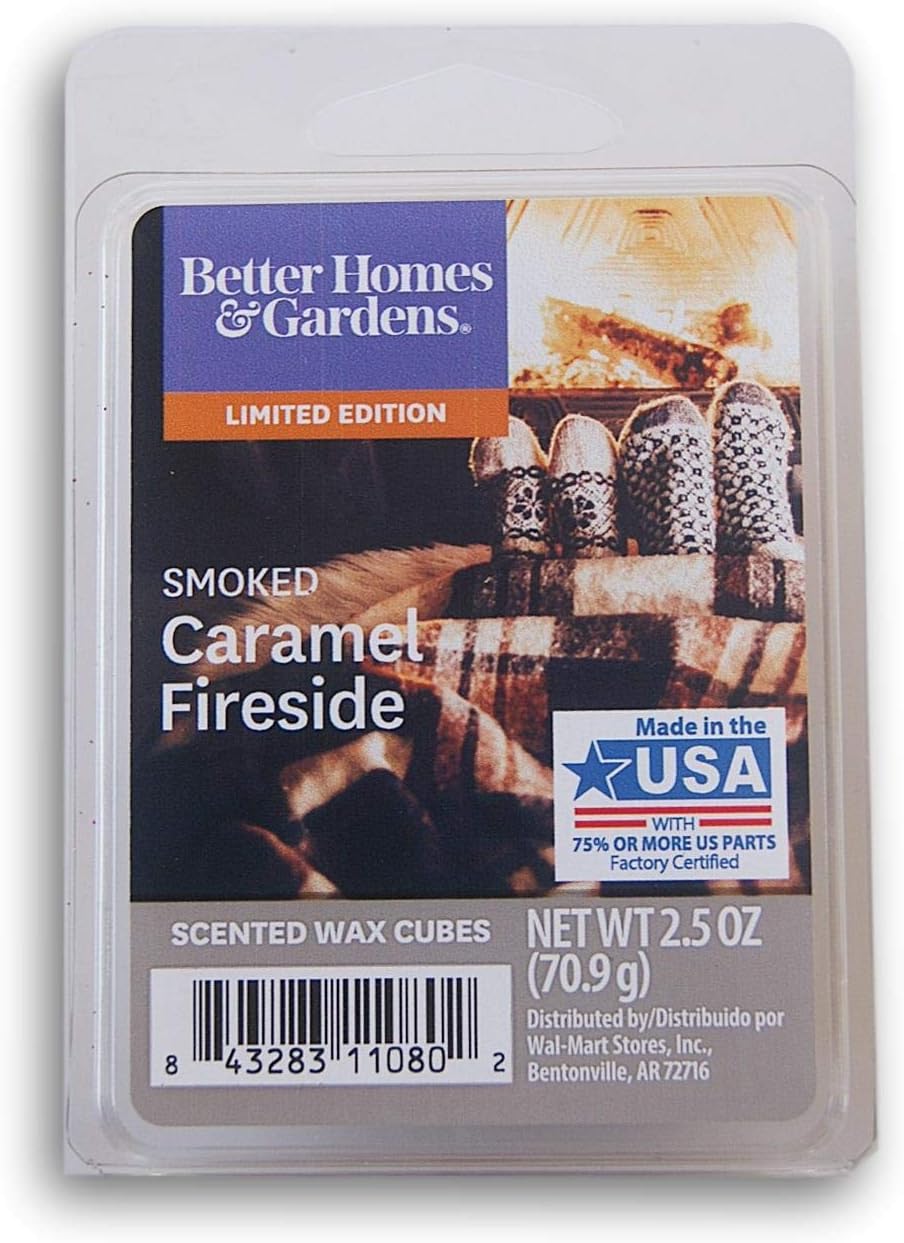 Better Homes
& Gardens®
LIMITED EDITION
SMOKED
Caramel
Fireside
Made in the
USA
WITH
75% OR MORE US PARTS
Factory Certified
SCENTED WAX CUBES
NET WT 2.5 OZ
(70.9 g)
Distributed by/Distribuido por
Wal-Mart Stores, Inc.,
Bentonville, AR 72716
8 43283 11080 2